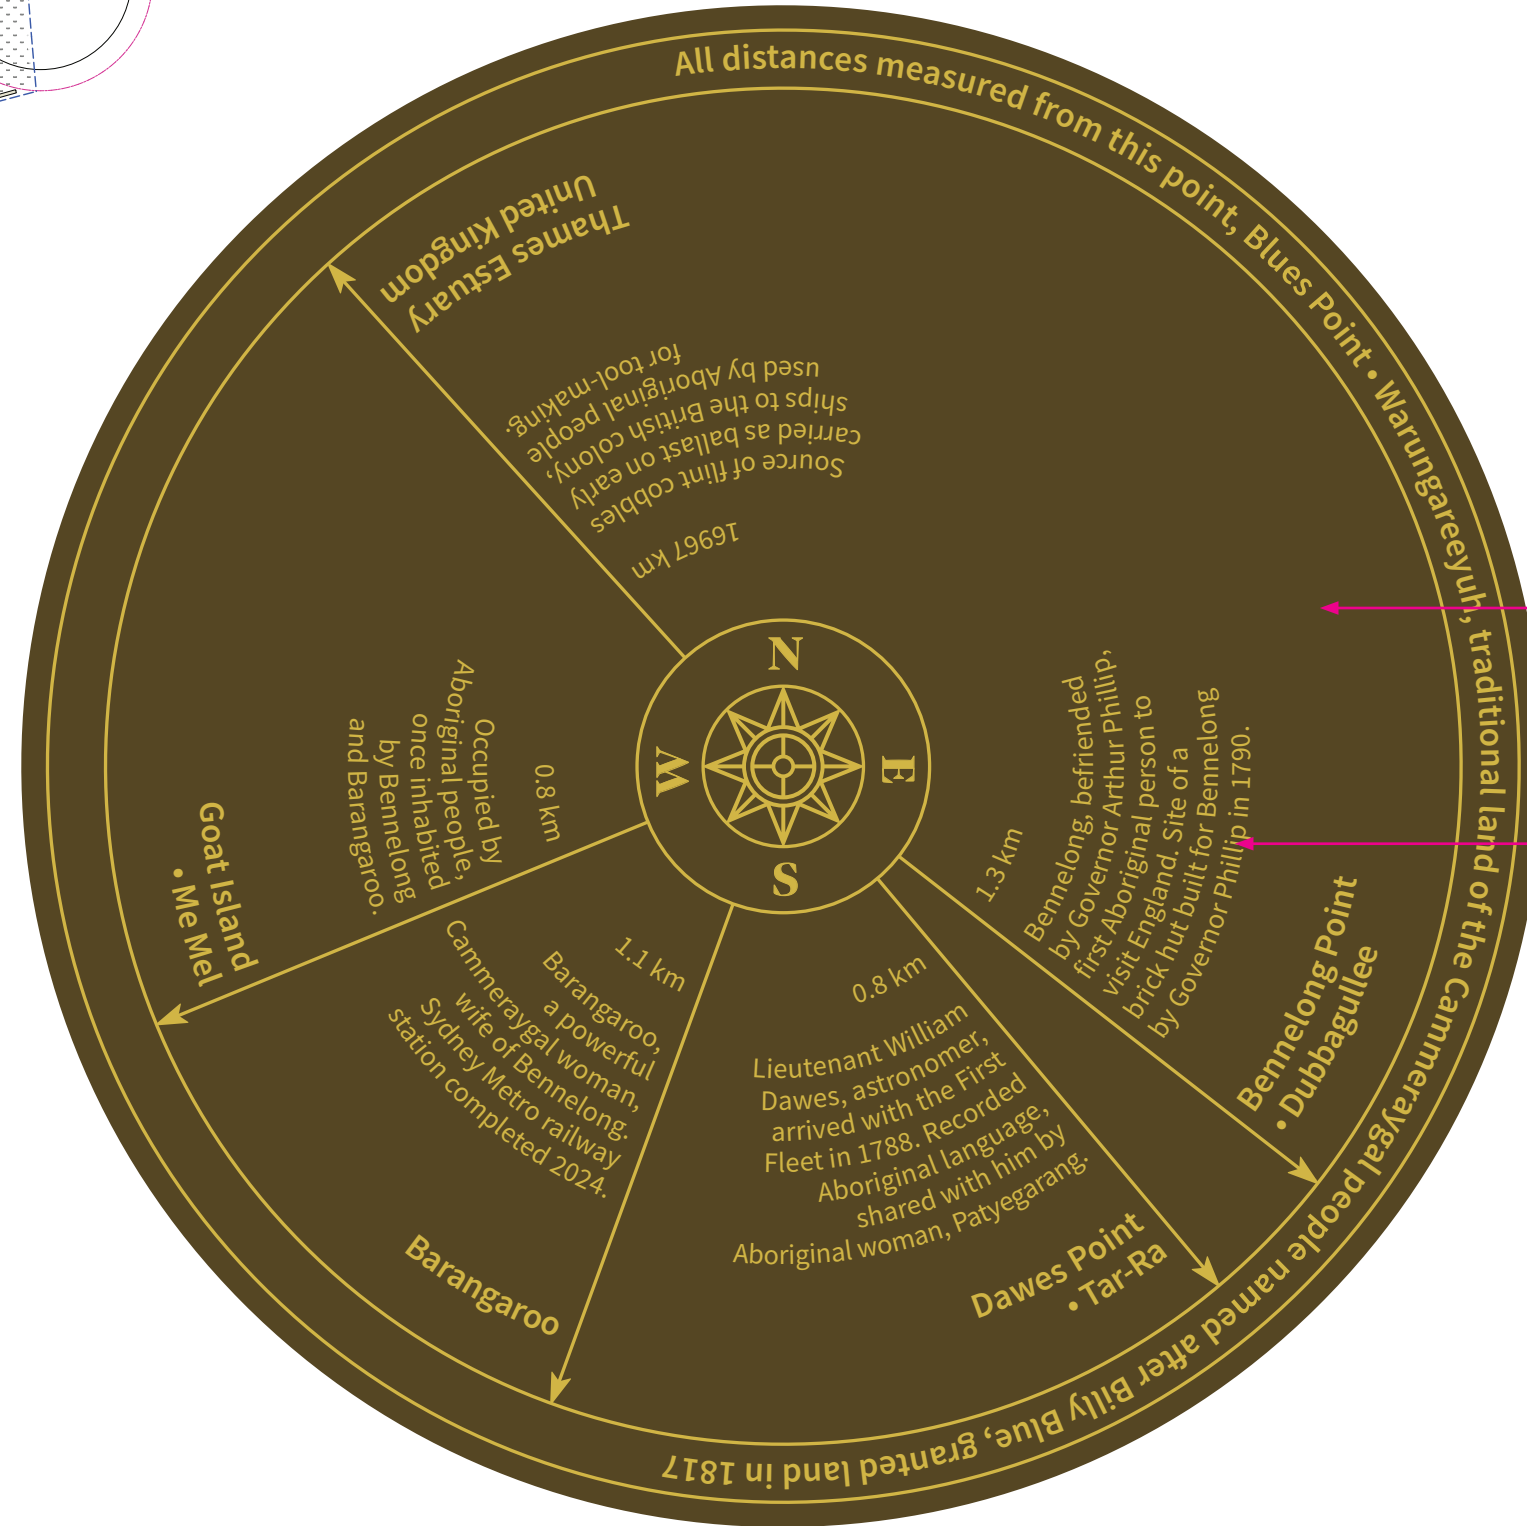 All distances measured from this point, Blues Point • Warungareeyuh, traditional land of the Cammeraygal people named after Billy Blue, granted land in 1817
Thames Estuary
United Kingdom
16967 km
Source of flint cobbles
carried as ballast on early
ships to the British colony,
used by Aboriginal people
for tool-making.
N
E
S
W
1.3 km
Bennelong, befriended
by Governor Arthur Phillip,
first Aboriginal person to
visit England. Site of a
brick hut built for Bennelong
by Governor Phillip in 1790.
Bennelong Point
• Dubbagullee
0.8 km
Lieutenant William
Dawes, astronomer,
arrived with the First
Fleet in 1788. Recorded
Aboriginal language,
shared with him by
Aboriginal woman, Patyegarang.
Dawes Point
• Tar-Ra
1.1 km
Barangaroo,
a powerful
Cammeraygal woman,
wife of Bennelong.
Sydney Metro railway
station completed 2024.
Barangaroo
0.8 km
Occupied by
Aboriginal people,
once inhabited
by Bennelong
and Barangaroo.
Goat Island
• Me Mel